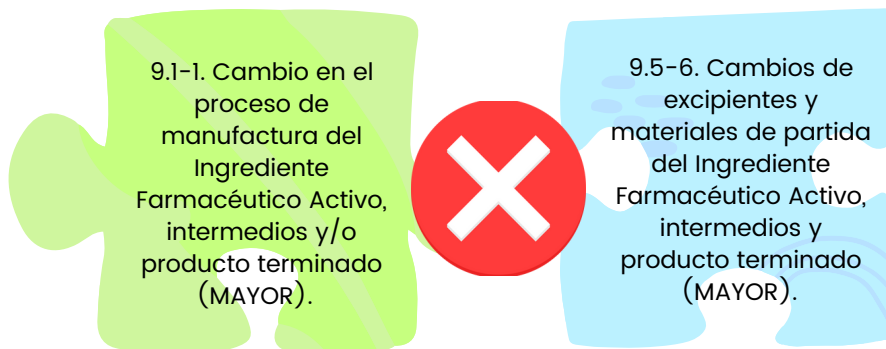 9.1-1. Cambio en el
proceso de
manufactura del
Ingrediente
Farmacéutico Activo,
intermedios y/o
producto terminado
(MAYOR).
9.5-6. Cambios de
excipientes y
materiales de partida
del Ingrediente
Farmacéutico Activo,
intermedios y
producto terminado
(MAYOR).